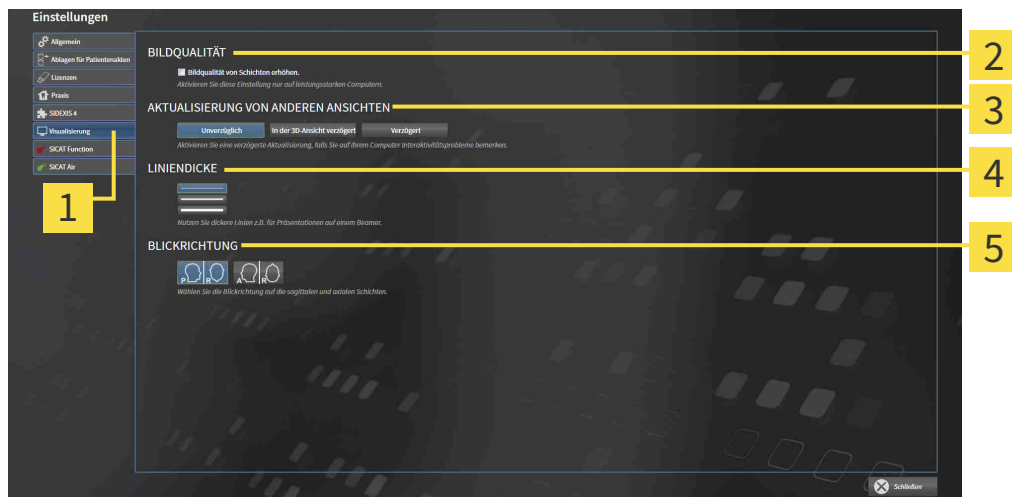 Einstellungen
Allgemein
Ablagen für Patientenakten
Lizenzen
Praxis
SIDEXIS 4
Visualisierung
SICAT Function
SICAT Air
1
BILDQUALITÄT
2
Bildqualität von Schichten erhöhen.
Aktivieren Sie diese Einstellung nur auf leistungsstarken Computern.
AKTUALISIERUNG VON ANDEREN ANSICHTEN
3
Unverzüglich In der 3D-Ansicht verzögert Verzögert
Aktivieren Sie eine verzögerte Aktualisierung, falls Sie auf Ihrem Computer Interaktivitätsprobleme bemerken.
LINIENDICKE
4
Nutzen Sie dickere Linien z.B. für Präsentationen auf einem Beamer.
BLICKRICHTUNG
5
P R A R
Wählen Sie die Blickrichtung auf die sagittalen und axialen Schichten.
Schließen